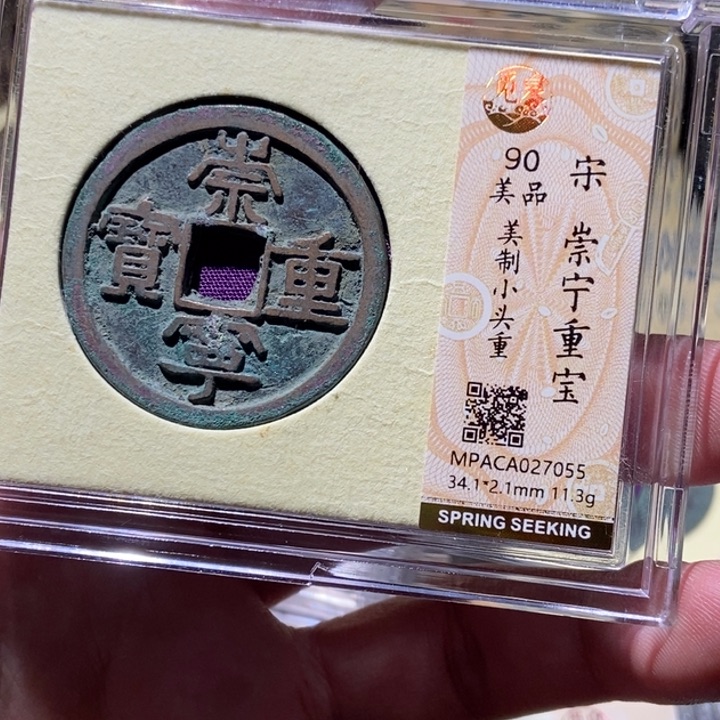 崇
重
寧
寶
宋 崇宁重宝
90
美品
美制小头重
MPACA027055
34.1*2.1mm 11.3g
SPRING SEEKING